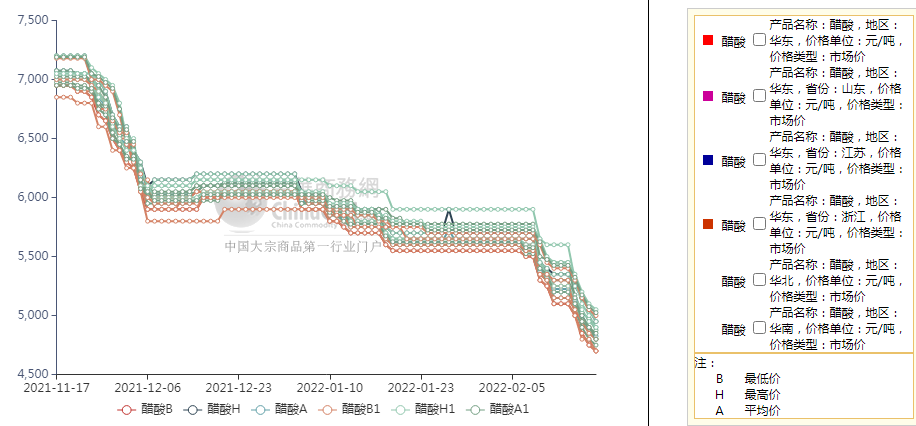 7,500
7,000
6,500
6,000
5,500
5,000
4,500
2021-11-17
2021-12-06
2021-12-23
2022-01-10
2022-01-23
2022-02-05
商務網
China
China Commodity
中国大宗商品第一行业门户
醋酸B
醋酸H
醋酸A
醋酸B1
醋酸H1
醋酸A1
醋酸
产品名称：醋酸，地区：
华东，价格单位：元/吨，
价格类型：市场价
醋酸
产品名称：醋酸，地区：
华东，省份：山东，价格
单位：元/吨，价格类型：
市场价
醋酸
产品名称：醋酸，地区：
华东，省份：江苏，价格
单位：元/吨，价格类型：
市场价
醋酸
产品名称：醋酸，地区：
华东，省份：浙江，价格
单位：元/吨，价格类型：
市场价
醋酸
产品名称：醋酸，地区：
华北，价格单位：元/吨，
价格类型：市场价
醋酸
产品名称：醋酸，地区：
华南，价格单位：元/吨，
价格类型：市场价
注：
B 最低价
H 最高价
A 平均价